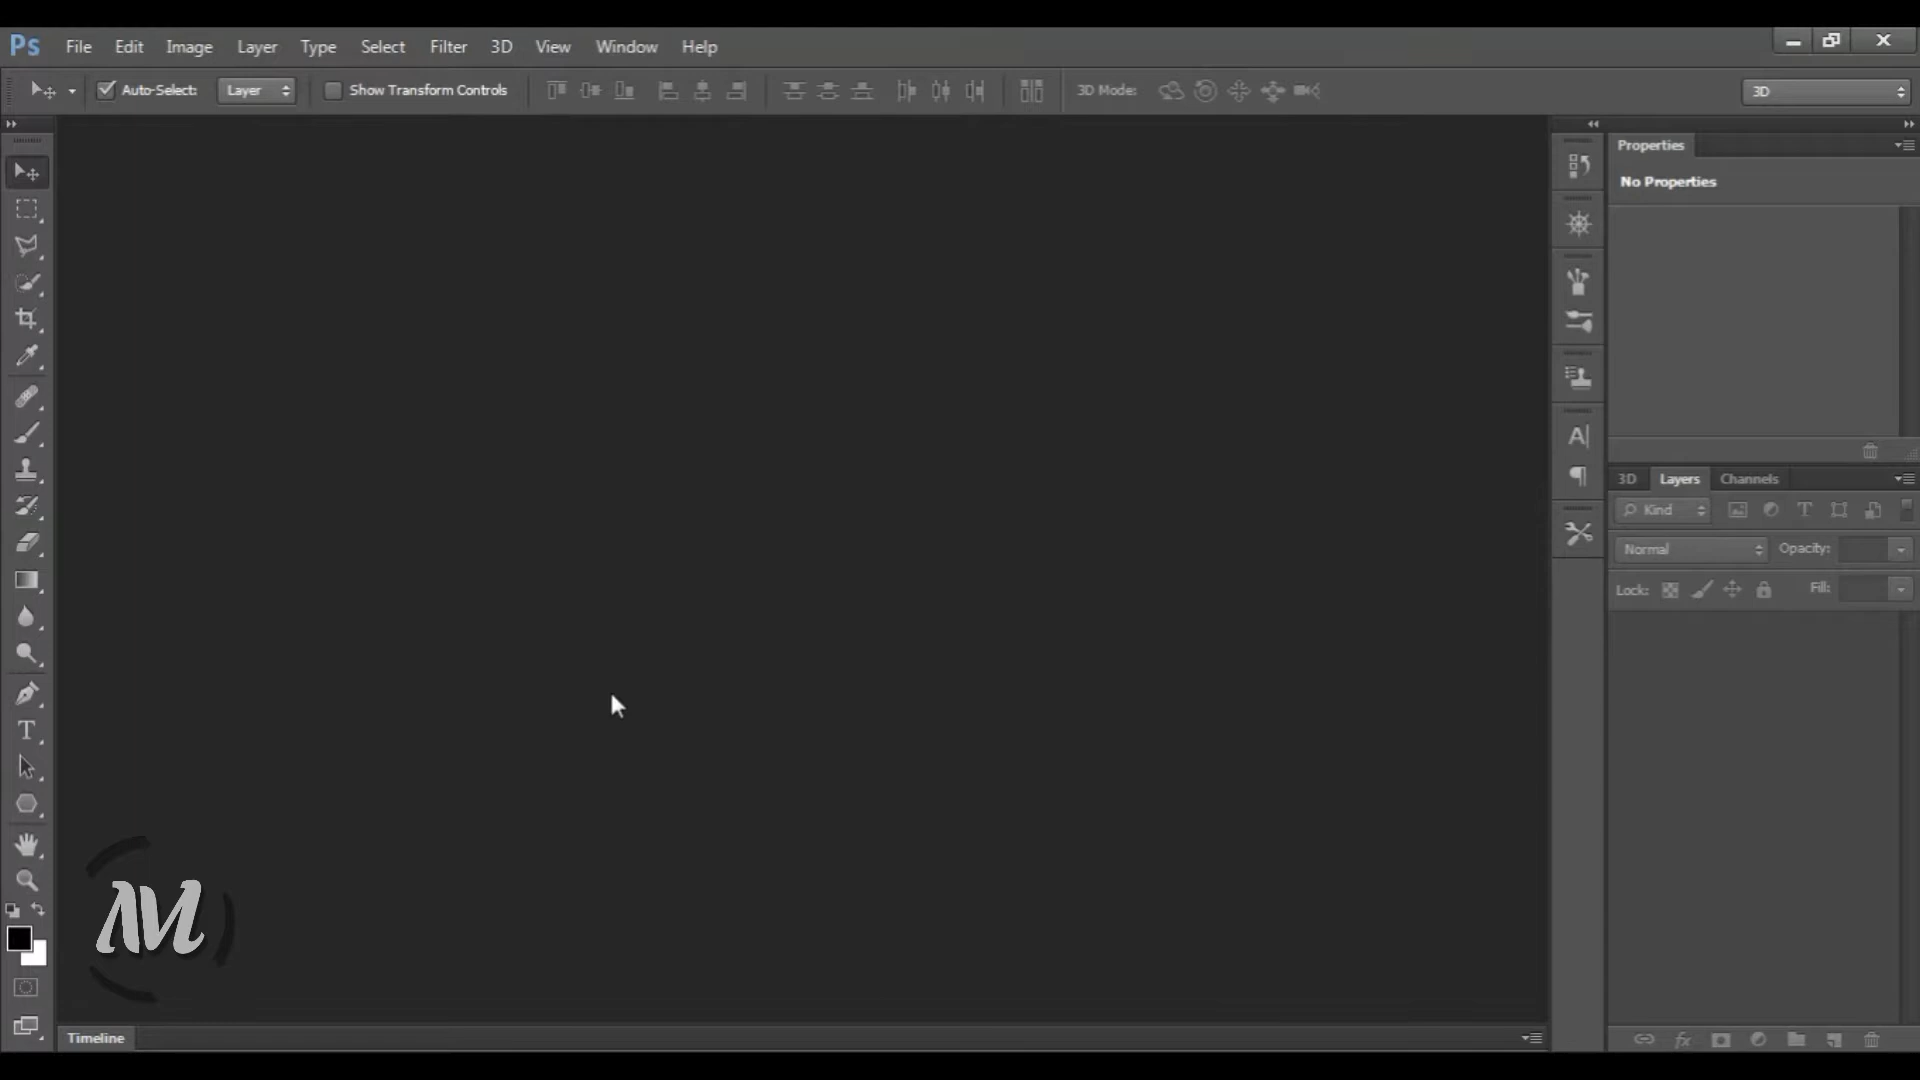 Ps File Edit Image Layer Type Select Filter 3D View Window Help
Auto-Select: Layer Show Transform Controls 3D Mode: 3D
Properties
No Properties
3D Layers Channels
Kind
Normal Opacity:
Lock: Fill:
Timeline